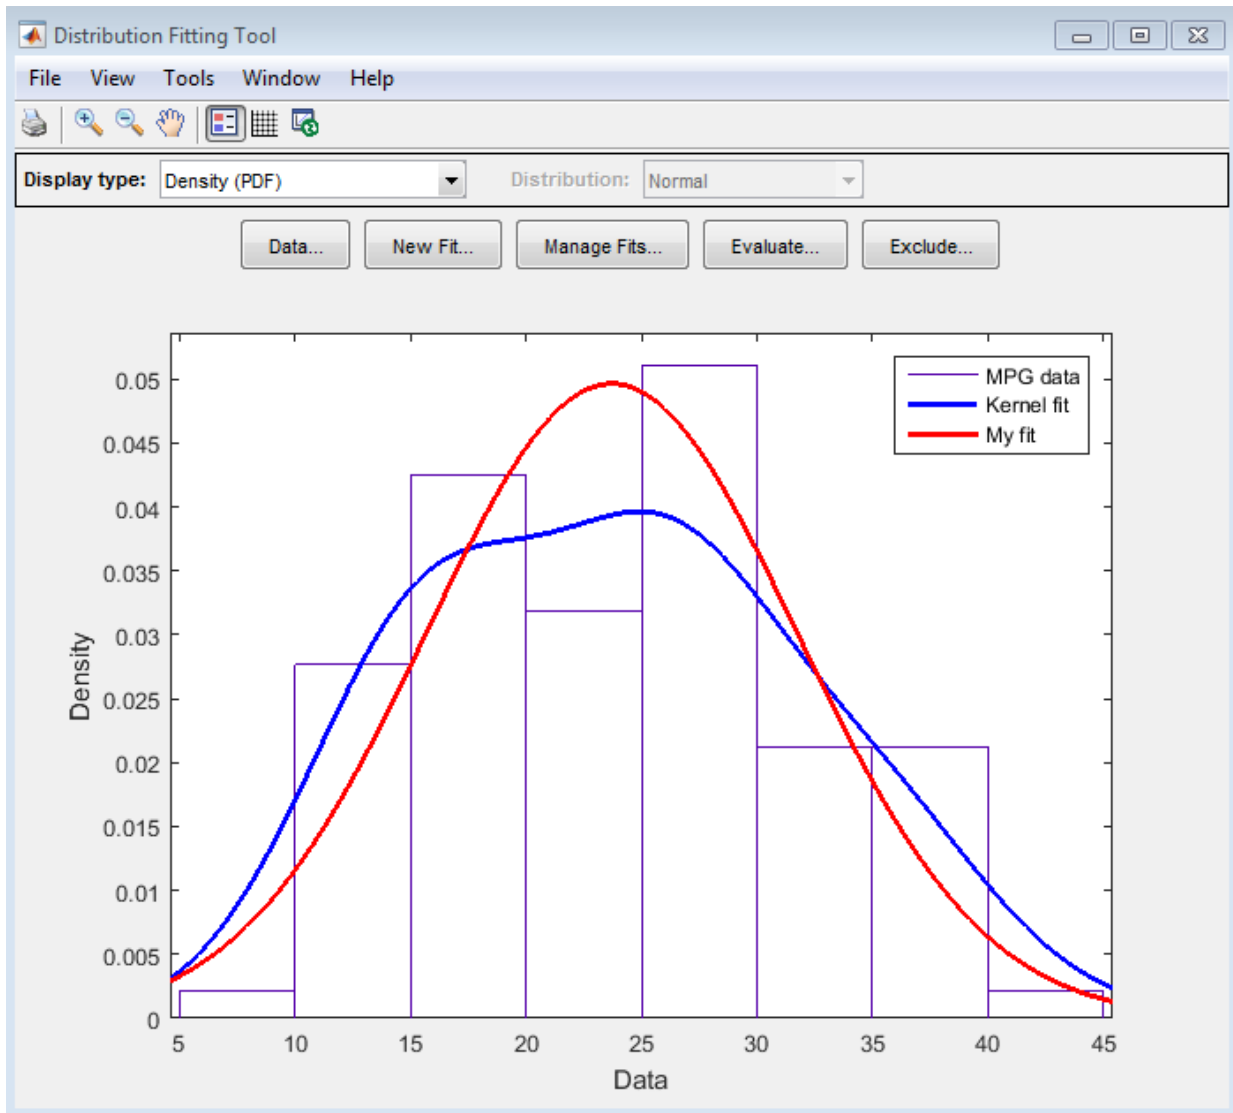 Distribution Fitting Tool
File View Tools Window Help
Display type: Density (PDF) Distribution: Normal
Data... New Fit... Manage Fits... Evaluate... Exclude...
MPG data
Kernel fit
My fit
0.05
0.045
0.04
0.035
0.03
0.025
0.02
0.015
0.01
0.005
0
Density
5 10 15 20 25 30 35 40 45
Data